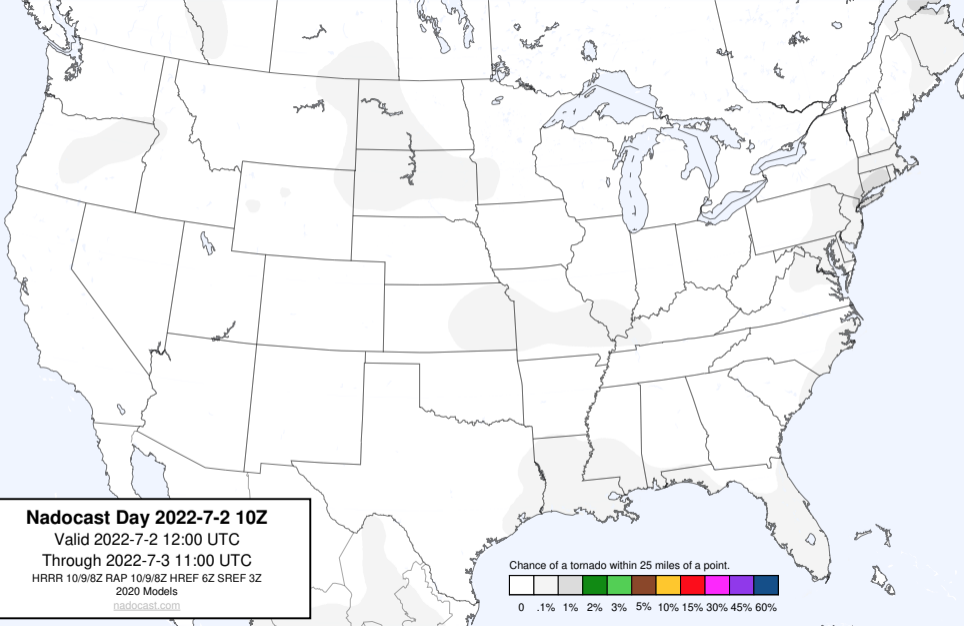 Nadocast Day 2022-7-2 10Z
Valid 2022-7-2 12:00 UTC
Through 2022-7-3 11:00 UTC
HRRR 10/9/8Z RAP 10/9/8Z HREF 6Z SREF 3Z
2020 Models
nadocast.com
Chance of a tornado within 25 miles of a point.
0 .1% 1% 2% 3% 5% 10% 15% 30% 45% 60%